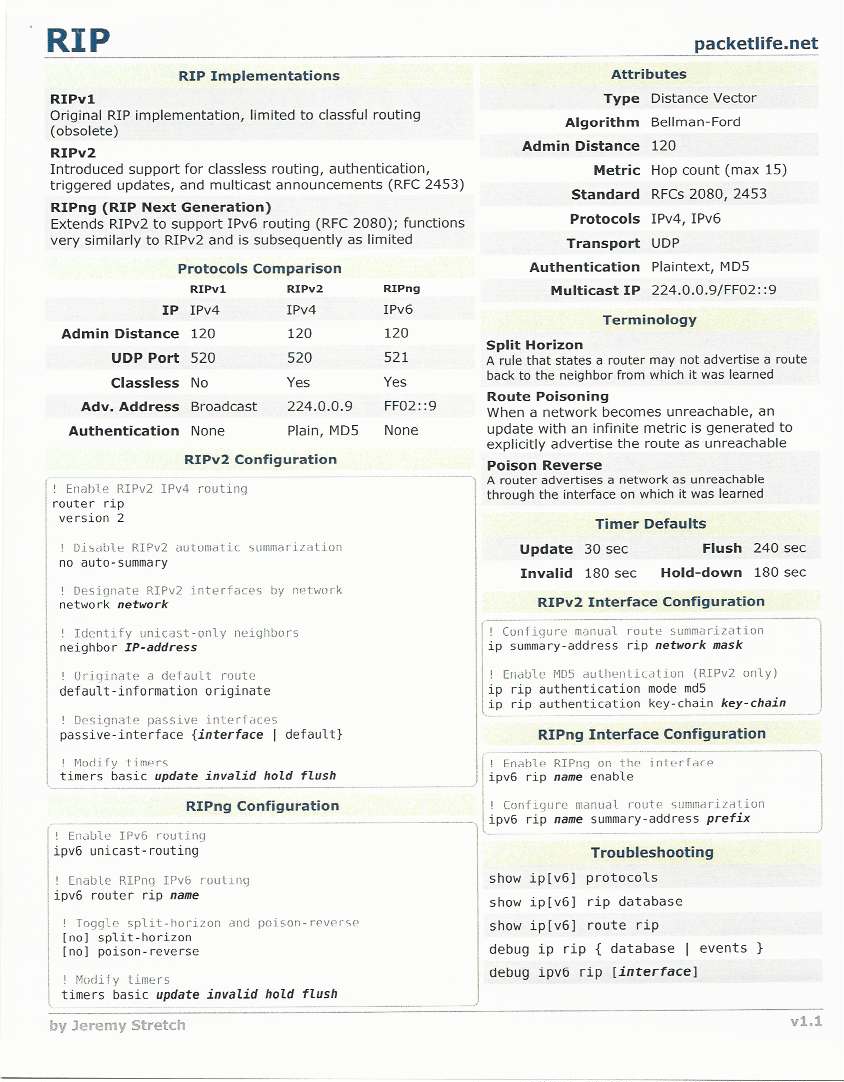 RIP
packetlife.net
RIP Implementations
RIPv1
Original RIP implementation, limited to classful routing
(obsolete)
RIPv2
Introduced support for classless routing, authentication,
triggered updates, and multicast announcements (RFC 2453)
RIPng (RIP Next Generation)
Extends RIPv2 to support IPv6 routing (RFC 2080); functions
very similarly to RIPv2 and is subsequently as limited
Protocols Comparison
RIPv1 RIPv2 RIPng
IP IPv4 IPv4 IPv6
Admin Distance 120 120 120
UDP Port 520 520 521
Classless No Yes Yes
Adv. Address Broadcast 224.0.0.9 FF02::9
Authentication None Plain, MD5 None
RIPv2 Configuration
! Enable RIPv2 IPv4 routing
router rip
version 2
! Disable RIPv2 automatic summarization
no auto-summary
! Designate RIPv2 interfaces by network
network network
! Identify unicast-only neighbors
neighbor IP-address
! Originate a default route
default-information originate
! Designate passive interfaces
passive-interface {interface | default}
! Modify timers
timers basic update invalid hold flush
RIPng Configuration
! Enable IPv6 routing
ipv6 unicast-routing
! Enable RIPng IPv6 routing
ipv6 router rip name
! Toggle split-horizon and poison-reverse
[no] split-horizon
[no] poison-reverse
! Modify timers
timers basic update invalid hold flush
Attributes
Type Distance Vector
Algorithm Bellman-Ford
Admin Distance 120
Metric Hop count (max 15)
Standard RFCs 2080, 2453
Protocols IPv4, IPv6
Transport UDP
Authentication Plaintext, MD5
Multicast IP 224.0.0.9/FF02::9
Terminology
Split Horizon
A rule that states a router may not advertise a route
back to the neighbor from which it was learned
Route Poisoning
When a network becomes unreachable, an
update with an infinite metric is generated to
explicitly advertise the route as unreachable
Poison Reverse
A router advertises a network as unreachable
through the interface on which it was learned
Timer Defaults
Update 30 sec Flush 240 sec
Invalid 180 sec Hold-down 180 sec
RIPv2 Interface Configuration
! Configure manual route summarization
ip summary-address rip network mask
! Enable MD5 authentication (RIPv2 only)
ip rip authentication mode md5
ip rip authentication key-chain key-chain
RIPng Interface Configuration
! Enable RIPng on the interface
ipv6 rip name enable
! Configure manual route summarization
ipv6 rip name summary-address prefix
Troubleshooting
show ip[v6] protocols
show ip[v6] rip database
show ip[v6] route rip
debug ip rip { database | events }
debug ipv6 rip [interface]
by Jeremy Stretch
v1.1